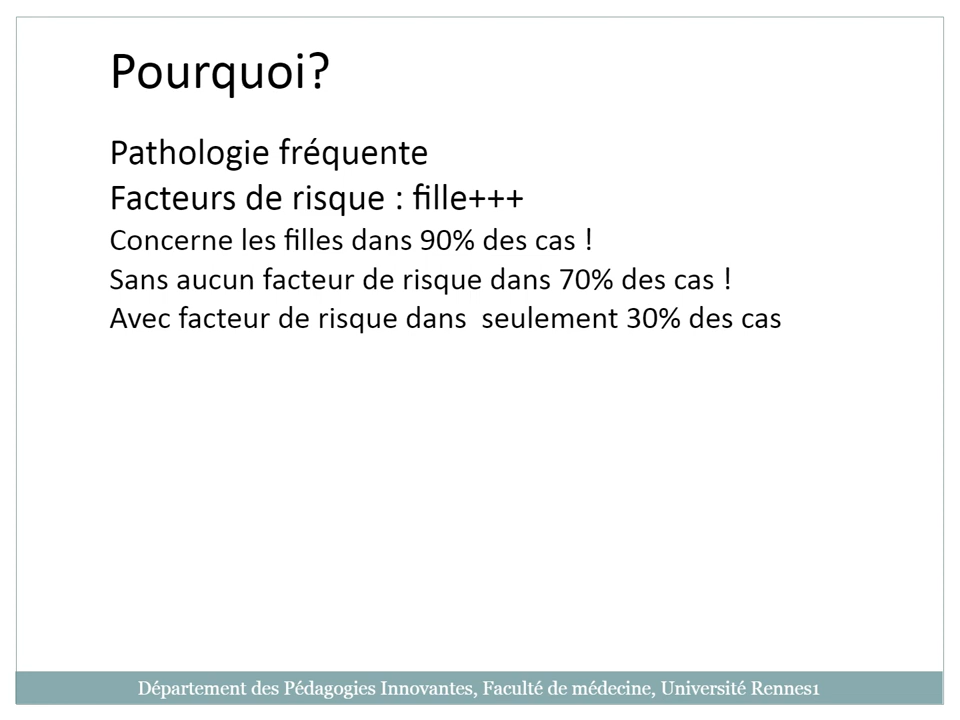 Pourquoi?
Pathologie fréquente
Facteurs de risque : fille+++
Concerne les filles dans 90% des cas !
Sans aucun facteur de risque dans 70% des cas !
Avec facteur de risque dans  seulement 30% des cas
Département des Pédagogies Innovantes, Faculté de médecine, Université Rennes1